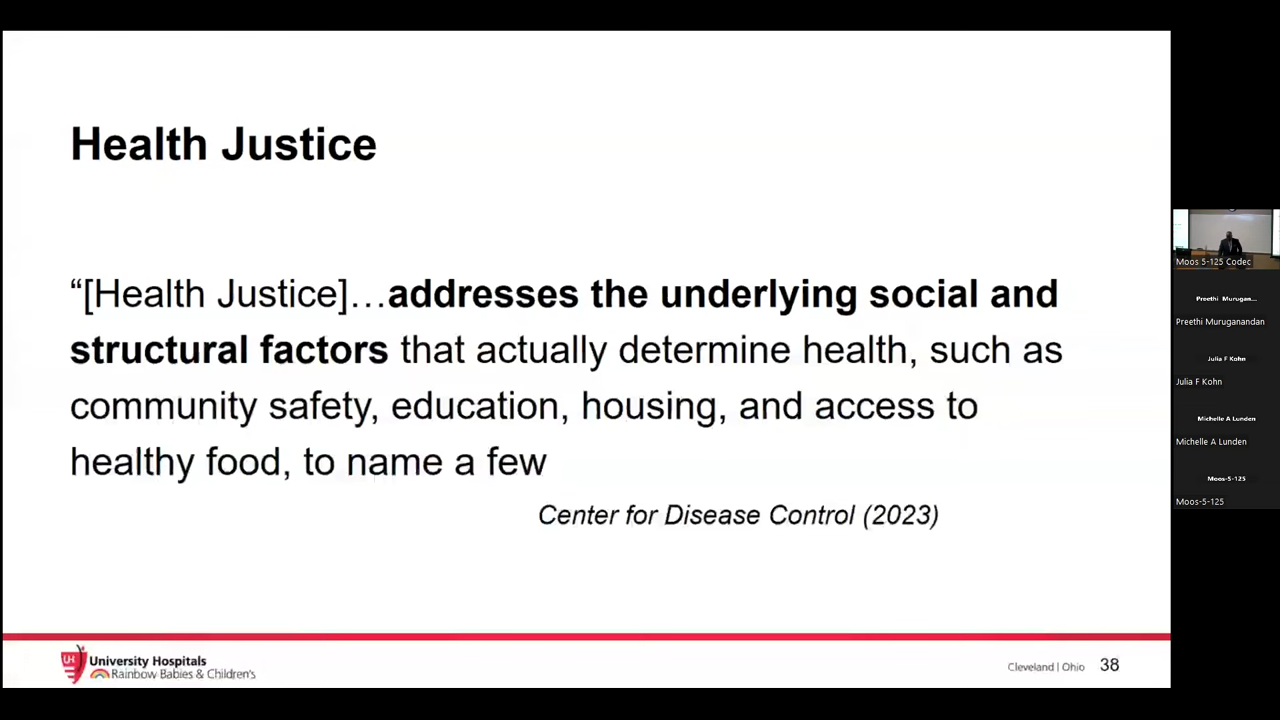 Health Justice
“[Health Justice]…addresses the underlying social and
structural factors that actually determine health, such as
community safety, education, housing, and access to
healthy food, to name a few
Center for Disease Control (2023)
UH University Hospitals
Rainbow Babies & Children's
Cleveland | Ohio 38
Moos 5-125 Codec
Preethi Murugan...
Preethi Muruganandan
Julia F Kohn
Julia F Kohn
Michelle A Lunden
Michelle A Lunden
Moos-5-125
Moos-5-125